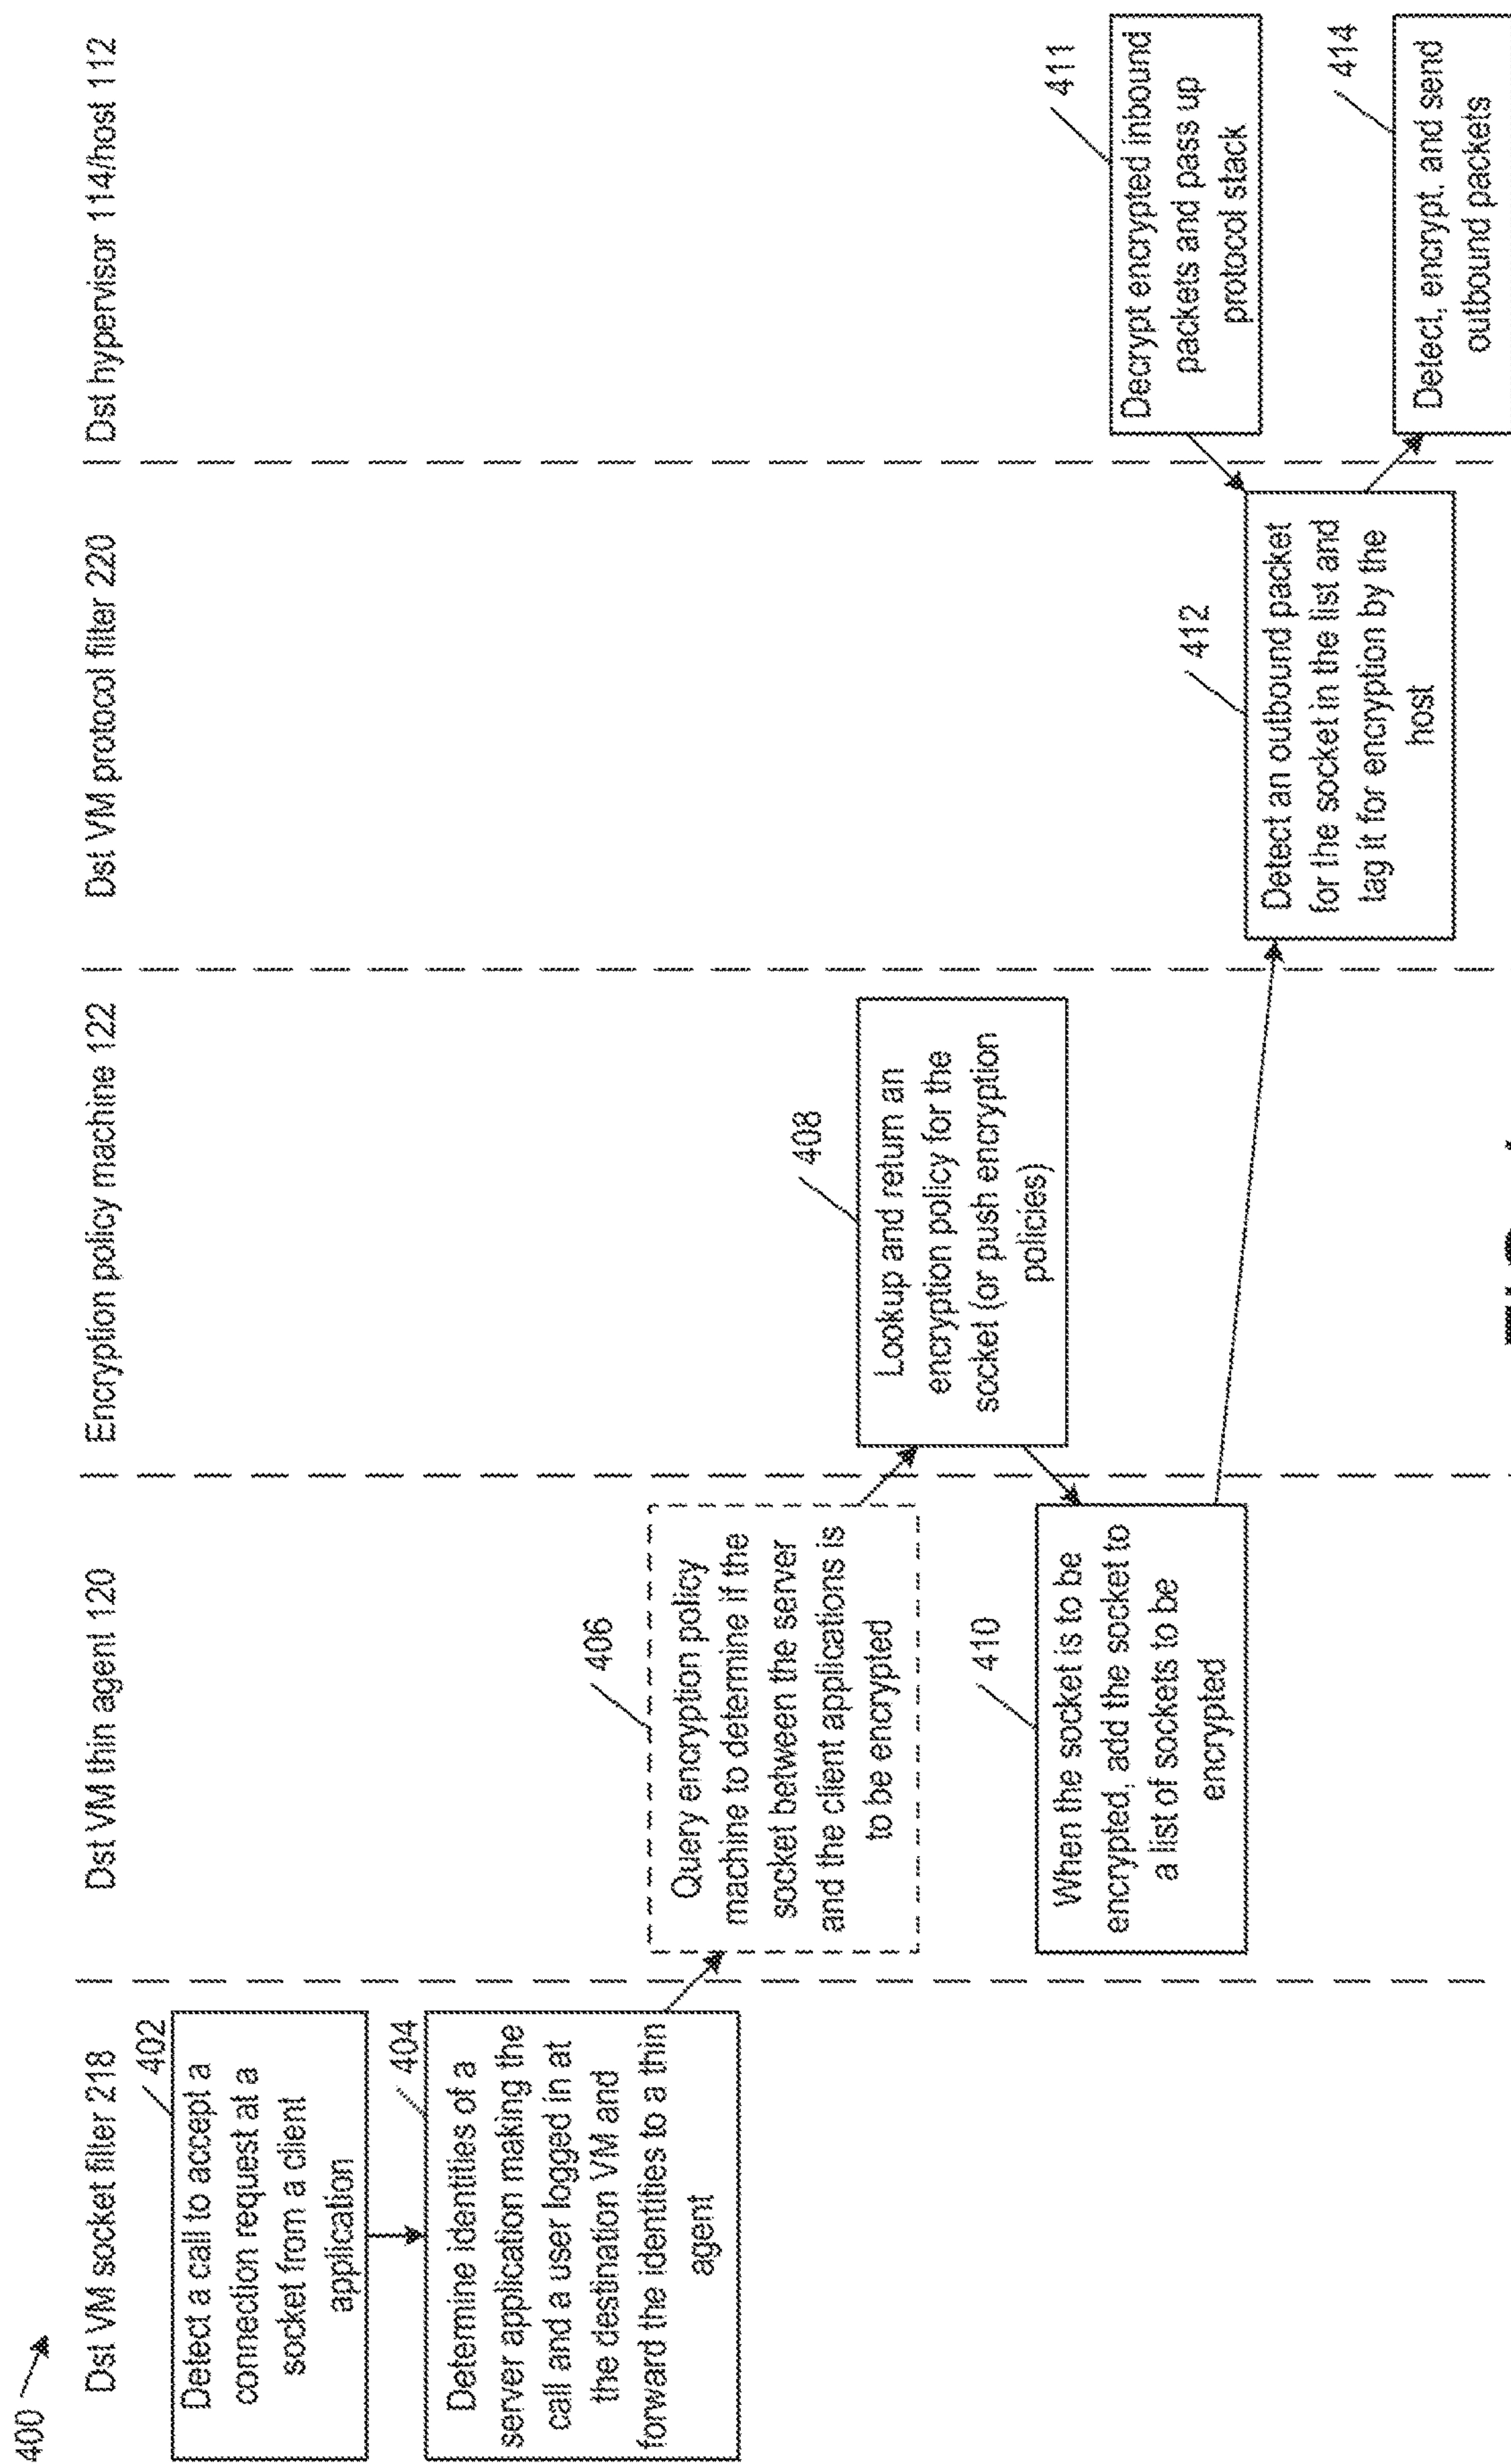 400
Dst VM socket filter 218
Dst VM thin agent 120
Encryption policy machine 122
Dst VM protocol filter 220
Dst hypervisor 114/host 112
402
Detect a call to accept a
connection request at a
socket from a client
application
404
Determine identities of a
server application making the
call and a user logged in at
the destination VM and
forward the identities to a thin
agent
406
Query encryption policy
machine to determine if the
socket between the server
and the client applications is
to be encrypted
408
Lookup and return an
encryption policy for the
socket (or push encryption
policies)
410
When the socket is to be
encrypted, add the socket to
a list of sockets to be
encrypted
411
Decrypt encrypted inbound
packets and pass up
protocol stack
412
Detect an outbound packet
for the socket in the list and
tag it for encryption by the
host
414
Detect, encrypt, and send
outbound packets